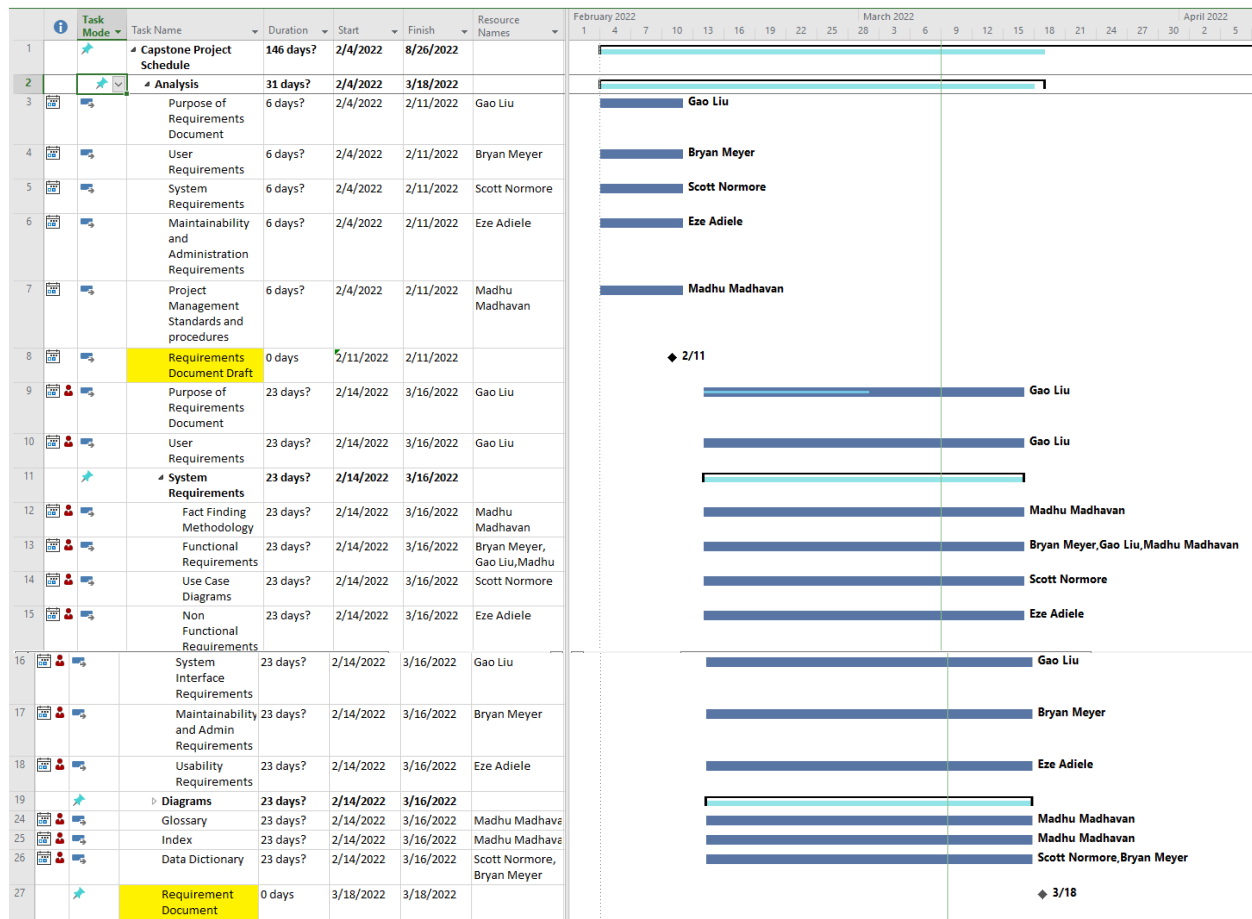 February 2022 March 2022 April 2022
Task Mode Task Name Duration Start Finish Resource Names 1 4 7 10 13 16 19 22 25 28 3 6 9 12 15 18 21 24 27 30 2 5
1 Capstone Project Schedule 146 days? 2/4/2022 8/26/2022
2 Analysis 31 days? 2/4/2022 3/18/2022
3 Purpose of Requirements Document 6 days? 2/4/2022 2/11/2022 Gao Liu Gao Liu
4 User Requirements 6 days? 2/4/2022 2/11/2022 Bryan Meyer Bryan Meyer
5 System Requirements 6 days? 2/4/2022 2/11/2022 Scott Normore Scott Normore
6 Maintainability and Administration Requirements 6 days? 2/4/2022 2/11/2022 Eze Adiele Eze Adiele
7 Project Management Standards and procedures 6 days? 2/4/2022 2/11/2022 Madhu Madhavan Madhu Madhavan
8 Requirements Document Draft 0 days 2/11/2022 2/11/2022 2/11
9 Purpose of Requirements Document 23 days? 2/14/2022 3/16/2022 Gao Liu Gao Liu
10 User Requirements 23 days? 2/14/2022 3/16/2022 Gao Liu Gao Liu
11 System Requirements 23 days? 2/14/2022 3/16/2022
12 Fact Finding Methodology 23 days? 2/14/2022 3/16/2022 Madhu Madhavan Madhu Madhavan
13 Functional Requirements 23 days? 2/14/2022 3/16/2022 Bryan Meyer, Gao Liu,Madhu Bryan Meyer,Gao Liu,Madhu Madhavan
14 Use Case Diagrams 23 days? 2/14/2022 3/16/2022 Scott Normore Scott Normore
15 Non Functional Requirements 23 days? 2/14/2022 3/16/2022 Eze Adiele Eze Adiele
16 System Interface Requirements 23 days? 2/14/2022 3/16/2022 Gao Liu Gao Liu
17 Maintainability and Admin Requirements 23 days? 2/14/2022 3/16/2022 Bryan Meyer Bryan Meyer
18 Usability Requirements 23 days? 2/14/2022 3/16/2022 Eze Adiele Eze Adiele
19 Diagrams 23 days? 2/14/2022 3/16/2022
24 Glossary 23 days? 2/14/2022 3/16/2022 Madhu Madhava Madhu Madhavan
25 Index 23 days? 2/14/2022 3/16/2022 Madhu Madhava Madhu Madhavan
26 Data Dictionary 23 days? 2/14/2022 3/16/2022 Scott Normore, Bryan Meyer Scott Normore,Bryan Meyer
27 Requirement Document 0 days 3/18/2022 3/18/2022 3/18